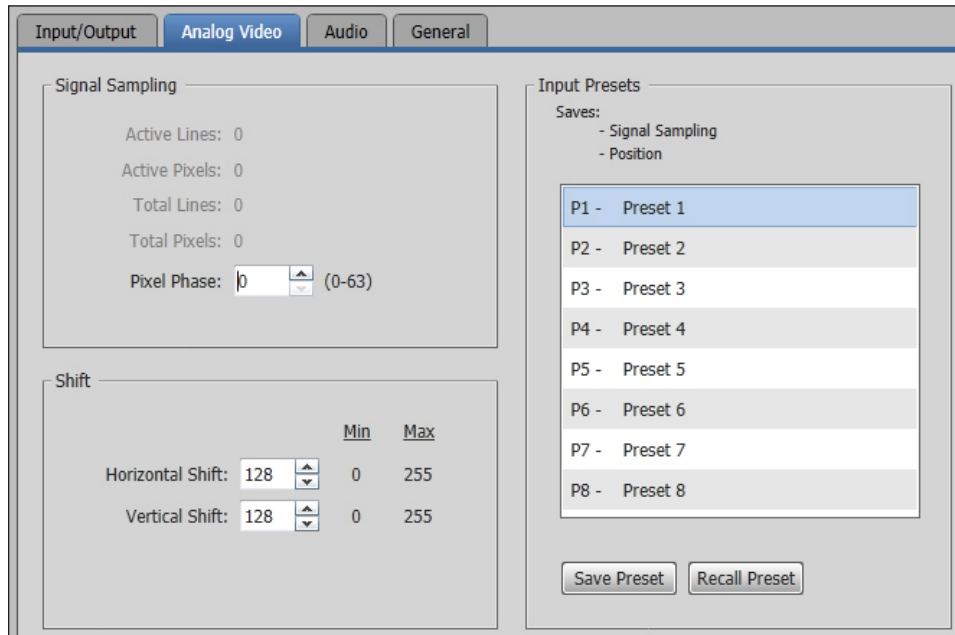 Input/Output Analog Video Audio General
Signal Sampling
Active Lines: 0
Active Pixels: 0
Total Lines: 0
Total Pixels: 0
Pixel Phase: 0 (0-63)
Shift
Min Max
Horizontal Shift: 128 0 255
Vertical Shift: 128 0 255
Input Presets
Saves:
- Signal Sampling
- Position
P1 - Preset 1
P2 - Preset 2
P3 - Preset 3
P4 - Preset 4
P5 - Preset 5
P6 - Preset 6
P7 - Preset 7
P8 - Preset 8
Save Preset Recall Preset